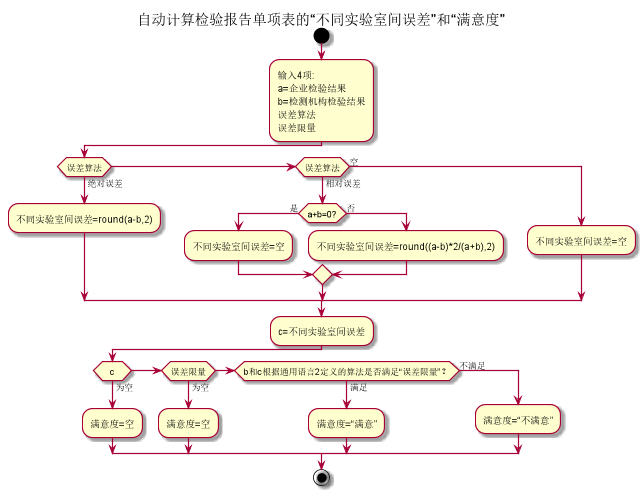 自动计算检验报告单项表的“不同实验室间误差”和“满意度”
输入4项:
a=企业检验结果
b=检测机构检验结果
误差算法
误差限量
误差算法
绝对误差
误差算法
空
相对误差
不同实验室间误差=round(a-b,2)
是
a+b=0?
否
不同实验室间误差=空
不同实验室间误差=round((a-b)*2/(a+b),2)
不同实验室间误差=空
c=不同实验室间误差
c
为空
误差限量
为空
b和c根据通用语言2定义的算法是否满足“误差限量”？
不满足
满足
满意度=空
满意度=空
满意度=“满意”
满意度=“不满意”